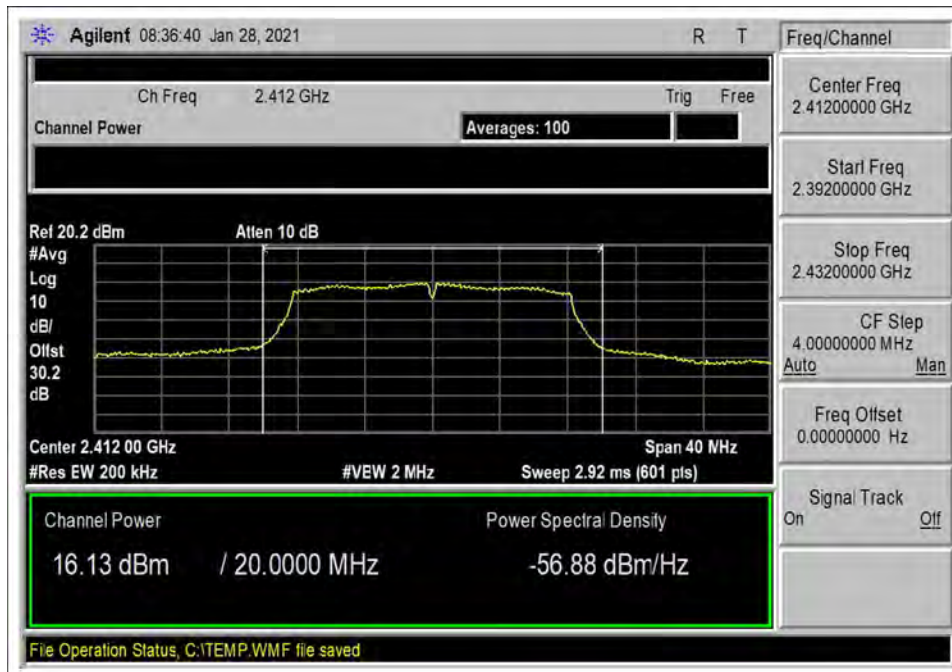 Agilent 08:36:40 Jan 28, 2021 R T
Freq/Channel
Ch Freq 2.412 GHz Trig Free
Channel Power Averages: 100
Center Freq
2.41200000 GHz
Start Freq
2.39200000 GHz
Stop Freq
2.43200000 GHz
CF Step
4.00000000 MHz
Auto Man
Freq Offset
0.00000000 Hz
Signal Track
On Off
Ref 20.2 dBm Atten 10 dB
#Avg
Log
10
dB/
Offst
30.2
dB
Center 2.412 00 GHz Span 40 MHz
#Res BW 200 kHz #VBW 2 MHz Sweep 2.92 ms (601 pts)
Channel Power Power Spectral Density
16.13 dBm / 20.0000 MHz -56.88 dBm/Hz
File Operation Status, C:\TEMP.WMF file saved